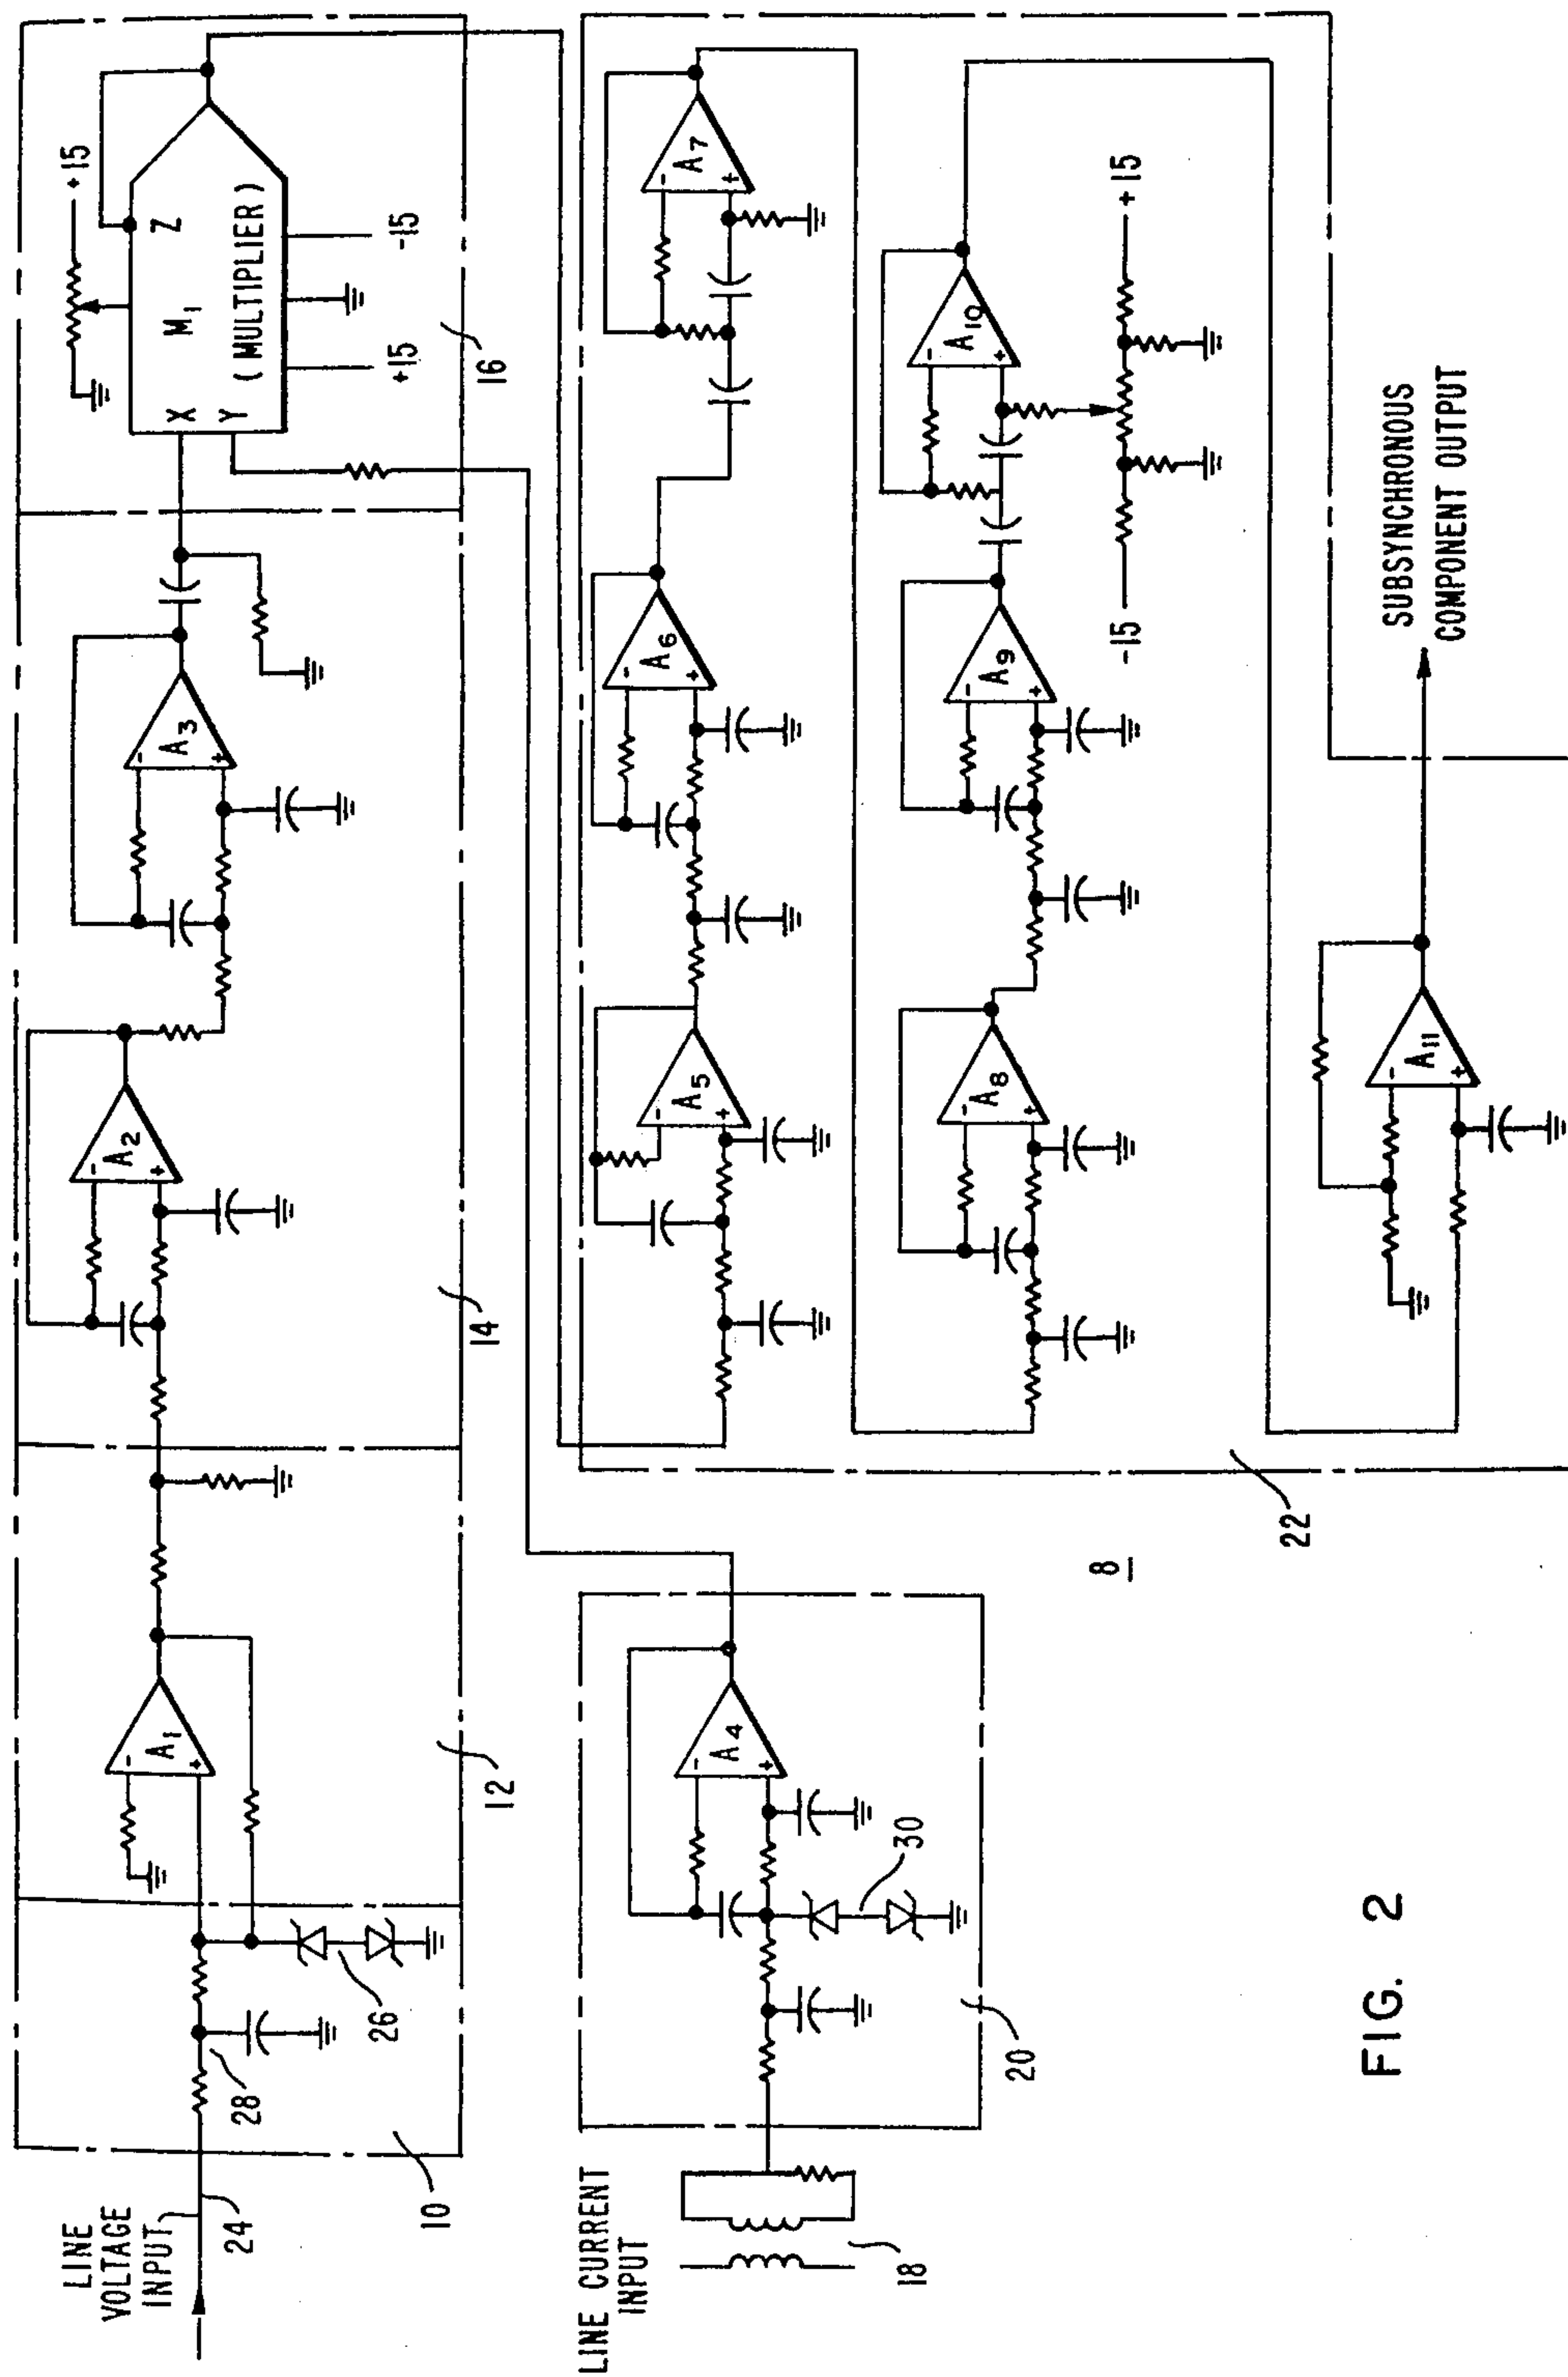 LINE
VOLTAGE
INPUT
24
10
28
26
-
A1
+
12
-
A2
+
14
-
A3
+
X
Y
M1
Z
(MULTIPLIER)
+15
+15
-15
16
LINE CURRENT
INPUT
18
20
30
-
A4
+
8
22
-
A5
+
-
A6
+
-
A7
+
-
A8
+
-
A9
+
-
A10
+
-15
+15
-
A11
+
SUBSYNCHRONOUS
COMPONENT OUTPUT
FIG. 2